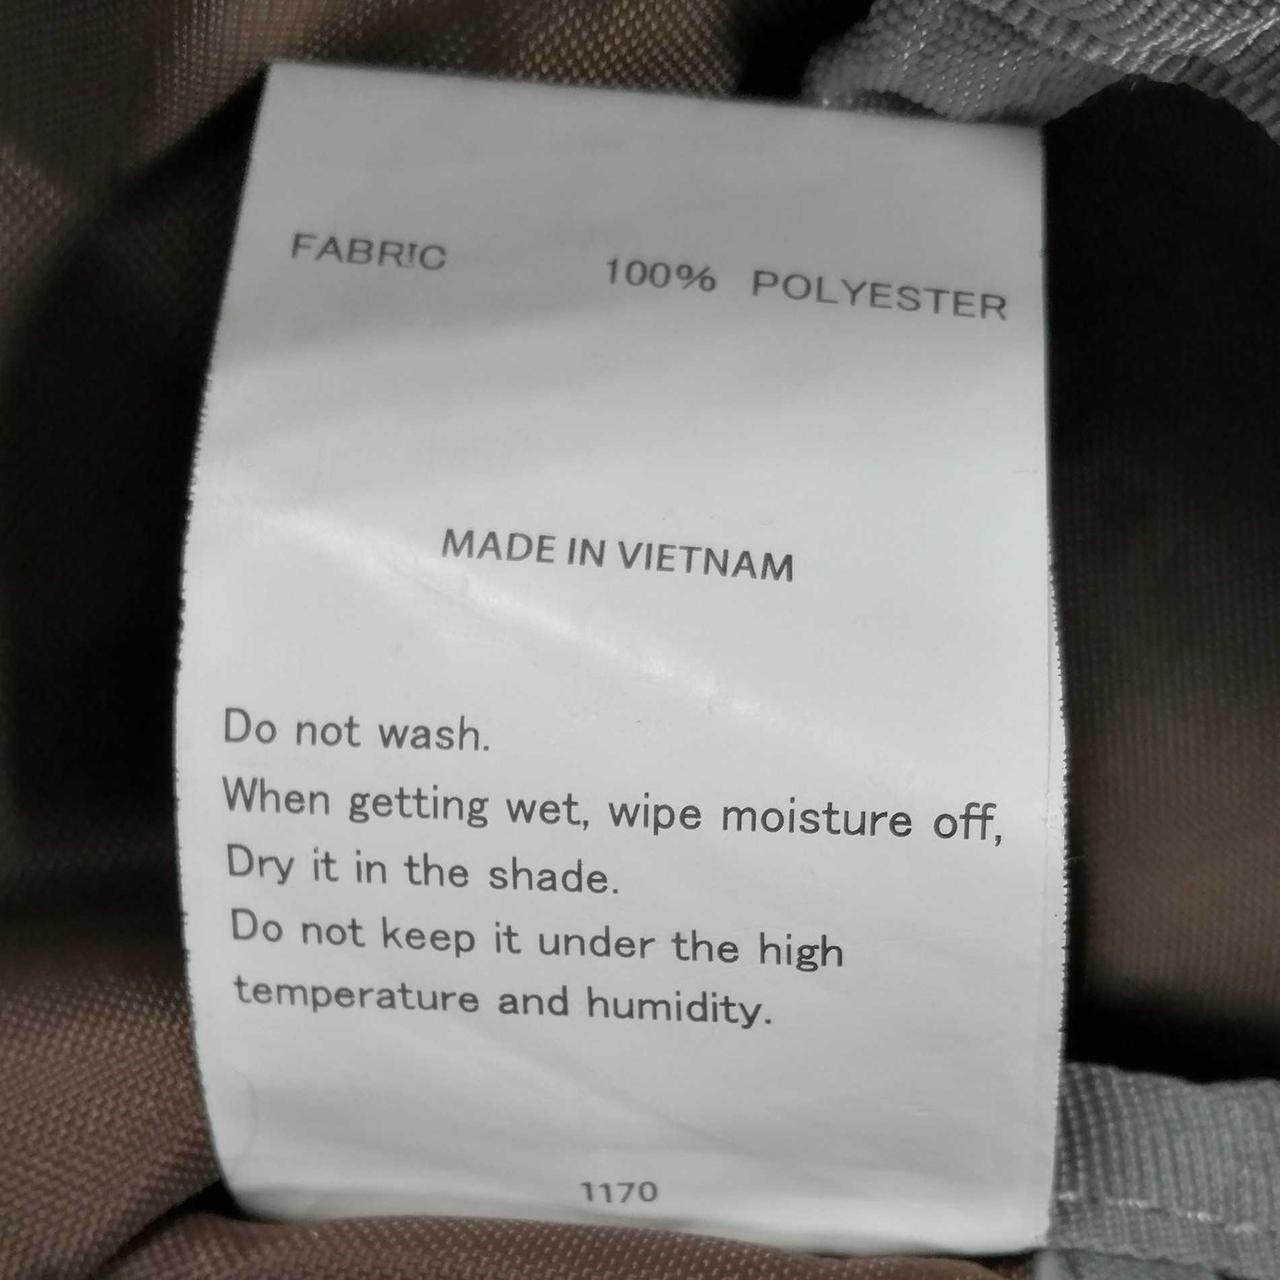 FABRIC 100% POLYESTER
MADE IN VIETNAM
Do not wash.
When getting wet, wipe moisture off,
Dry it in the shade.
Do not keep it under the high
temperature and humidity.
1170